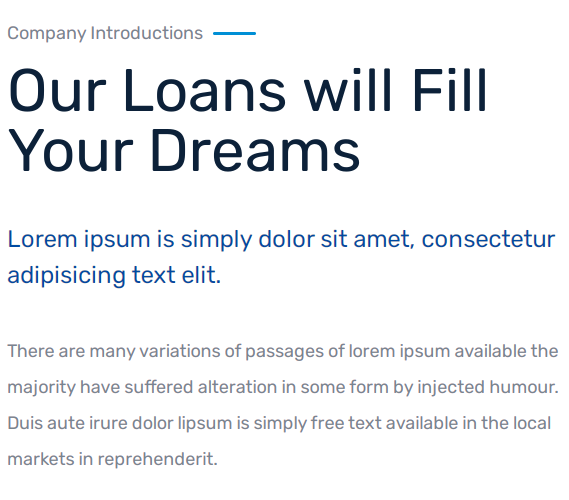 Company Introductions
Our Loans will Fill
Your Dreams
Lorem ipsum is simply dolor sit amet, consectetur
adipisicing text elit.
There are many variations of passages of lorem ipsum available the
majority have suffered alteration in some form by injected humour.
Duis aute irure dolor lipsum is simply free text available in the local
markets in reprehenderit.